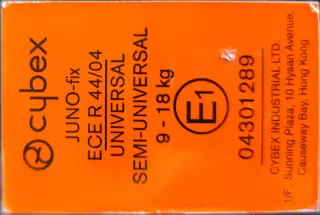 cybex
JUNO-fix
ECE R 44/04
UNIVERSAL
SEMI-UNIVERSAL
9 - 18 kg
E1
04301289
CYBEX INDUSTRIAL LTD.
1/F, Sunning Plaza, 10 Hysan Avenue,
Causeway Bay, Hong Kong